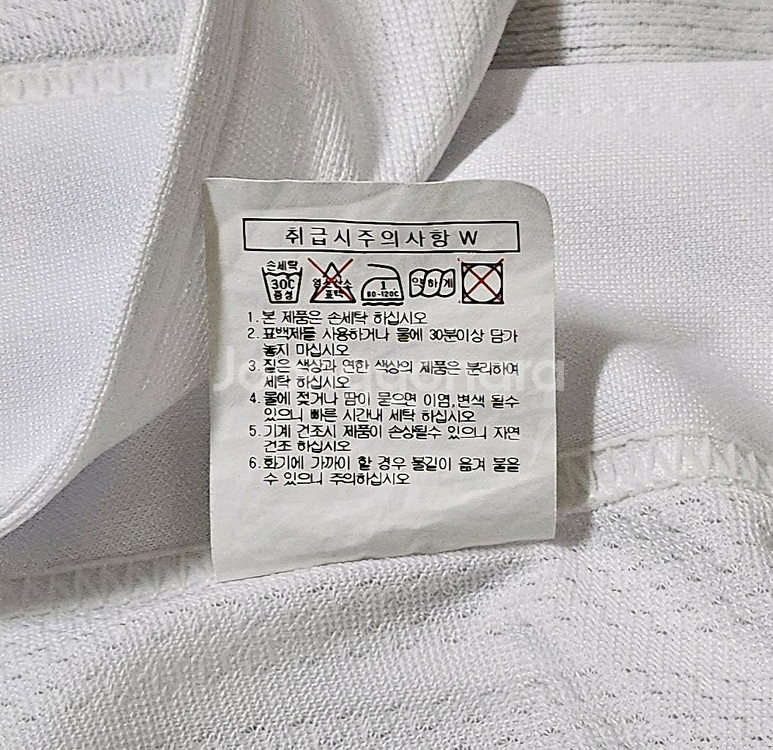 취급시주의사항 W
손세탁
30C
중성
염소산소
표백
1
80~120C
약하게
1. 본 제품은 손세탁 하십시오
2. 표백제를 사용하거나 물에 30분이상 담가
놓지 마십시오
3. 짙은 색상과 연한 색상의 제품은 분리하여
세탁 하십시오
4. 물에 젖거나 땀이 묻으면 이염,변색 될수
있으니 빠른 시간내 세탁 하십시오
5. 기계 건조시 제품이 손상될수 있으니 자연
건조 하십시오
6. 화기에 가까이 할 경우 불길이 옮겨 붙을
수 있으니 주의하십시오